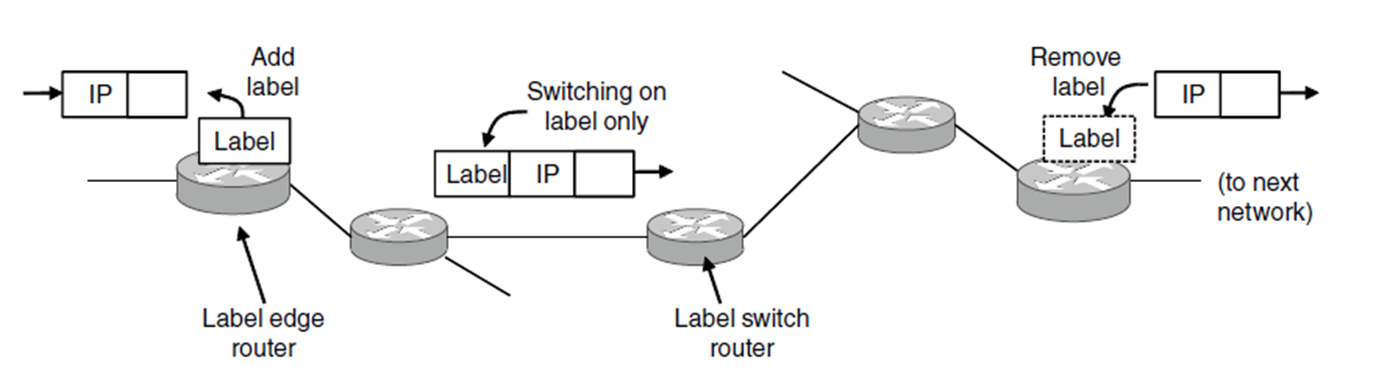 IP
Add
label
Label
Switching on
label only
Label IP
Remove
label
IP
Label
(to next
network)
Label edge
router
Label switch
router